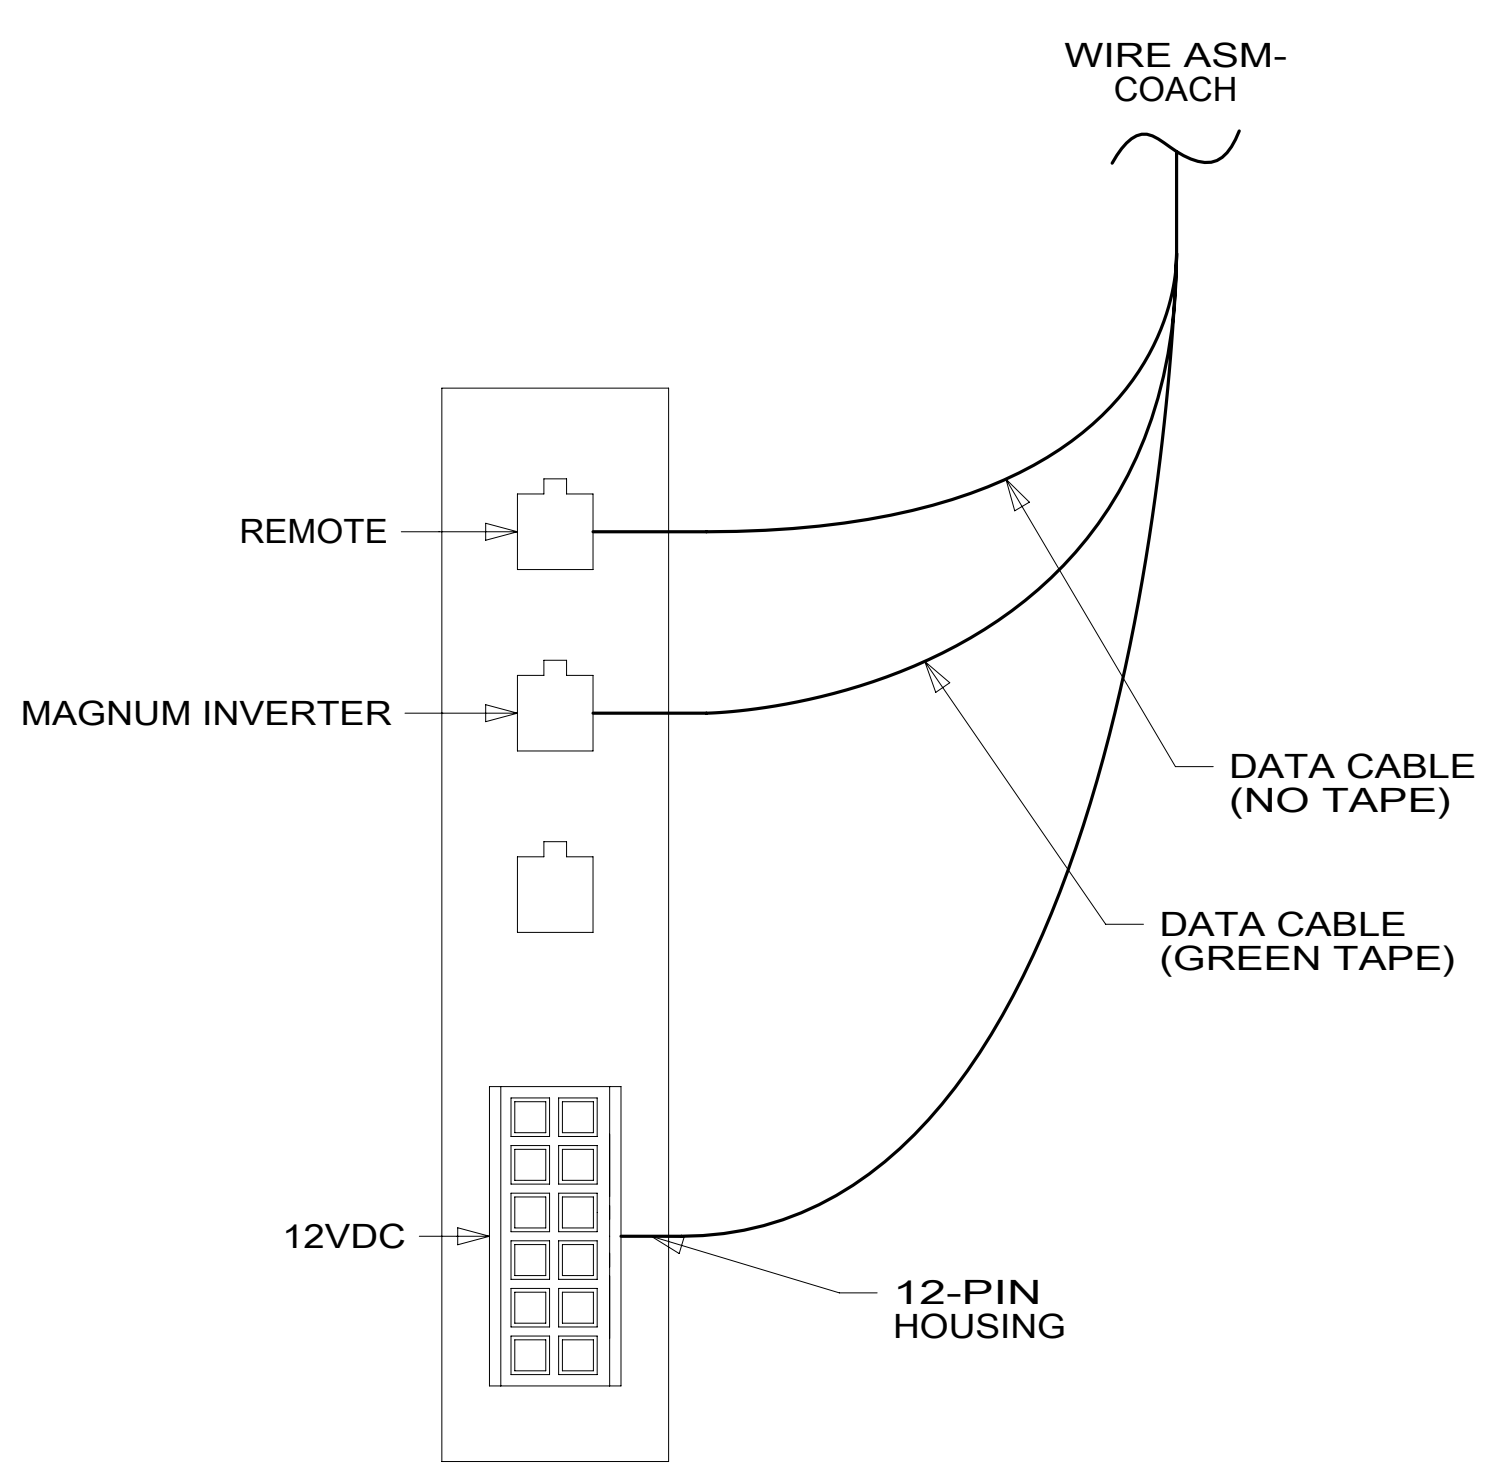 WIRE ASM-
COACH
REMOTE
MAGNUM INVERTER
DATA CABLE
(NO TAPE)
DATA CABLE
(GREEN TAPE)
12VDC
12-PIN
HOUSING